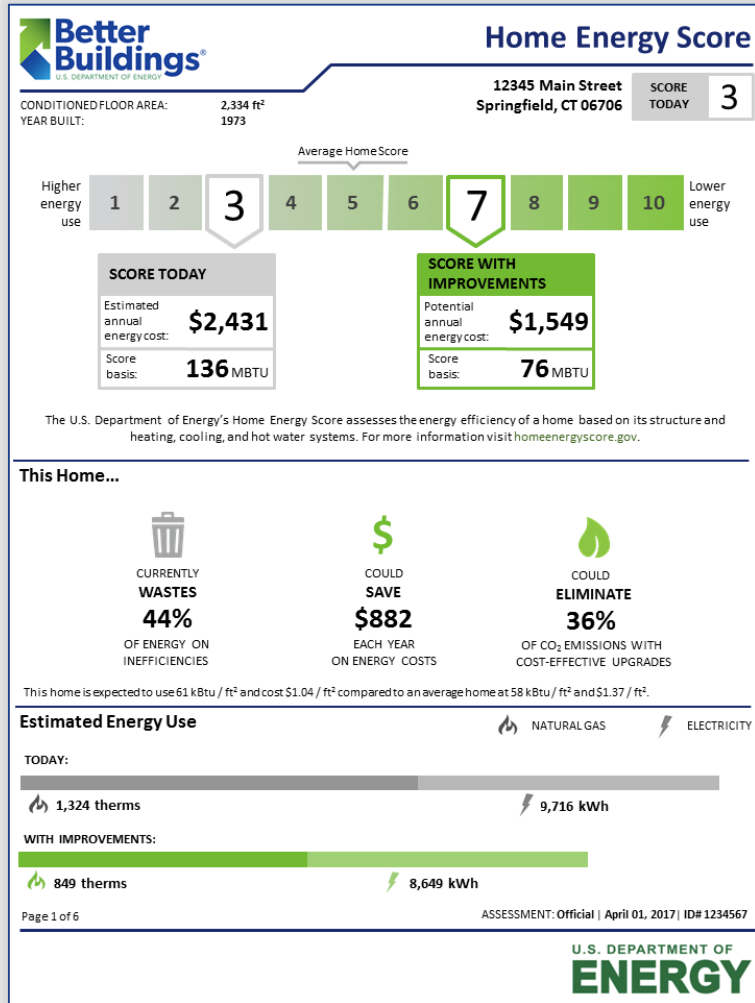 Better
Buildings®
U.S. DEPARTMENT OF ENERGY
Home Energy Score
CONDITIONED FLOOR AREA: 2,334 ft²
YEAR BUILT: 1973
12345 Main Street
Springfield, CT 06706
SCORE
TODAY
3
Average Home Score
Higher
energy
use
1 2 3 4 5 6 7 8 9 10
Lower
energy
use
SCORE TODAY
Estimated
annual
energy cost:
$2,431
Score
basis:
136 MBTU
SCORE WITH
IMPROVEMENTS
Potential
annual
energy cost:
$1,549
Score
basis:
76 MBTU
The U.S. Department of Energy's Home Energy Score assesses the energy efficiency of a home based on its structure and
heating, cooling, and hot water systems. For more information visit homeenergyscore.gov.
This Home...
CURRENTLY
WASTES
44%
OF ENERGY ON
INEFFICIENCIES
$
COULD
SAVE
$882
EACH YEAR
ON ENERGY COSTS
COULD
ELIMINATE
36%
OF CO₂ EMISSIONS WITH
COST-EFFECTIVE UPGRADES
This home is expected to use 61 kBtu / ft² and cost $1.04 / ft² compared to an average home at 58 kBtu / ft² and $1.37 / ft².
Estimated Energy Use
NATURAL GAS
ELECTRICITY
TODAY:
1,324 therms
9,716 kWh
WITH IMPROVEMENTS:
849 therms
8,649 kWh
Page 1 of 6
ASSESSMENT: Official | April 01, 2017 | ID# 1234567
U.S. DEPARTMENT OF
ENERGY